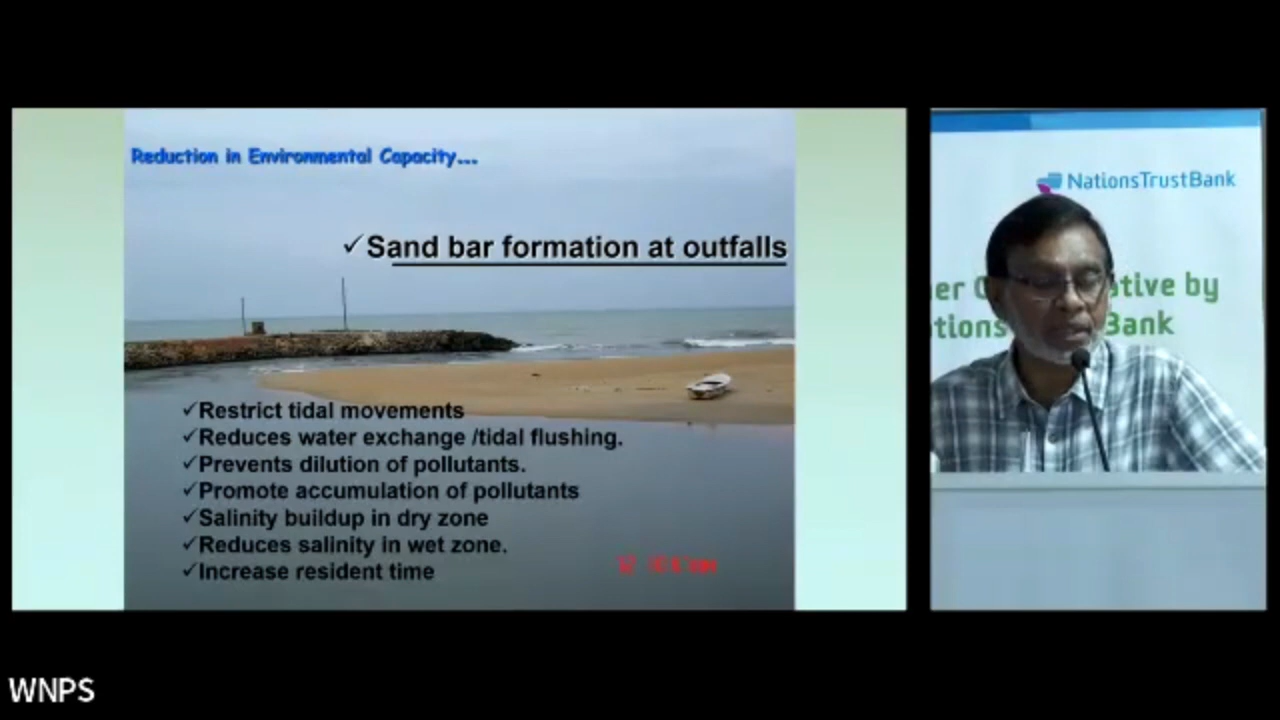 Reduction in Environmental Capacity...
✓Sand bar formation at outfalls
✓Restrict tidal movements
✓Reduces water exchange /tidal flushing.
✓Prevents dilution of pollutants.
✓Promote accumulation of pollutants
✓Salinity buildup in dry zone
✓Reduces salinity in wet zone.
✓Increase resident time
NationsTrustBank
by
Bank
WNPS